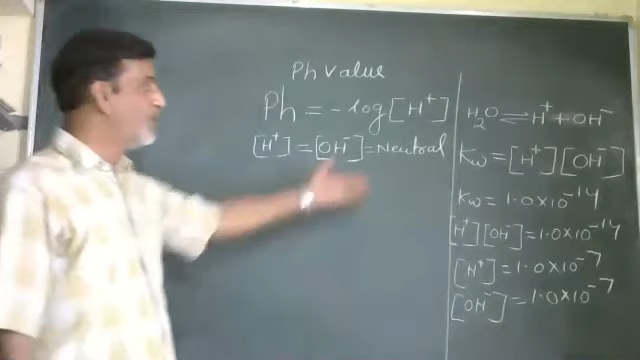 Ph Value
Ph = -log[H⁺]
[H⁺] = [OH⁻] = Neutral
H₂O ⇌ H⁺ + OH⁻
Kw = [H⁺][OH⁻]
Kw = 1.0×10⁻¹⁴
[H⁺][OH⁻] = 1.0×10⁻¹⁴
[H⁺] = 1.0×10⁻⁷
[OH⁻] = 1.0×10⁻⁷